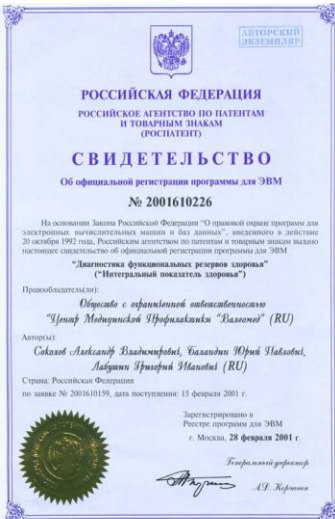 АВТОРСКИЙ
ЭКЗЕМПЛЯР
РОССИЙСКАЯ ФЕДЕРАЦИЯ
РОССИЙСКОЕ АГЕНТСТВО ПО ПАТЕНТАМ
И ТОВАРНЫМ ЗНАКАМ
(РОСПАТЕНТ)
СВИДЕТЕЛЬСТВО
Об официальной регистрации программы для ЭВМ
№ 2001610226
На основании Закона Российской Федерации "О правовой охране программ для
электронных вычислительных машин и баз данных", введенного в действие
20 октября 1992 года, Российским агентством по патентам и товарным знакам выдано
настоящее свидетельство об официальной регистрации программы для ЭВМ
"Диагностика функциональных резервов здоровья"
("Интегральный показатель здоровья")
Правообладатель(ли):
Общество с ограниченной ответственностью
"Центр Медицинской Профилактики "Валеомед" (RU)
Автор(ы):
Соколов Александр Владимирович, Баландин Юрий Павлович,
Лабушин Григорий Иванович (RU)
Страна: Российская Федерация
по заявке № 2001610159, дата поступления: 15 февраля 2001 г.
Зарегистрировано в
Реестре программ для ЭВМ
г. Москва, 28 февраля 2001 г.
Генеральный директор
А.Д. Корчагин